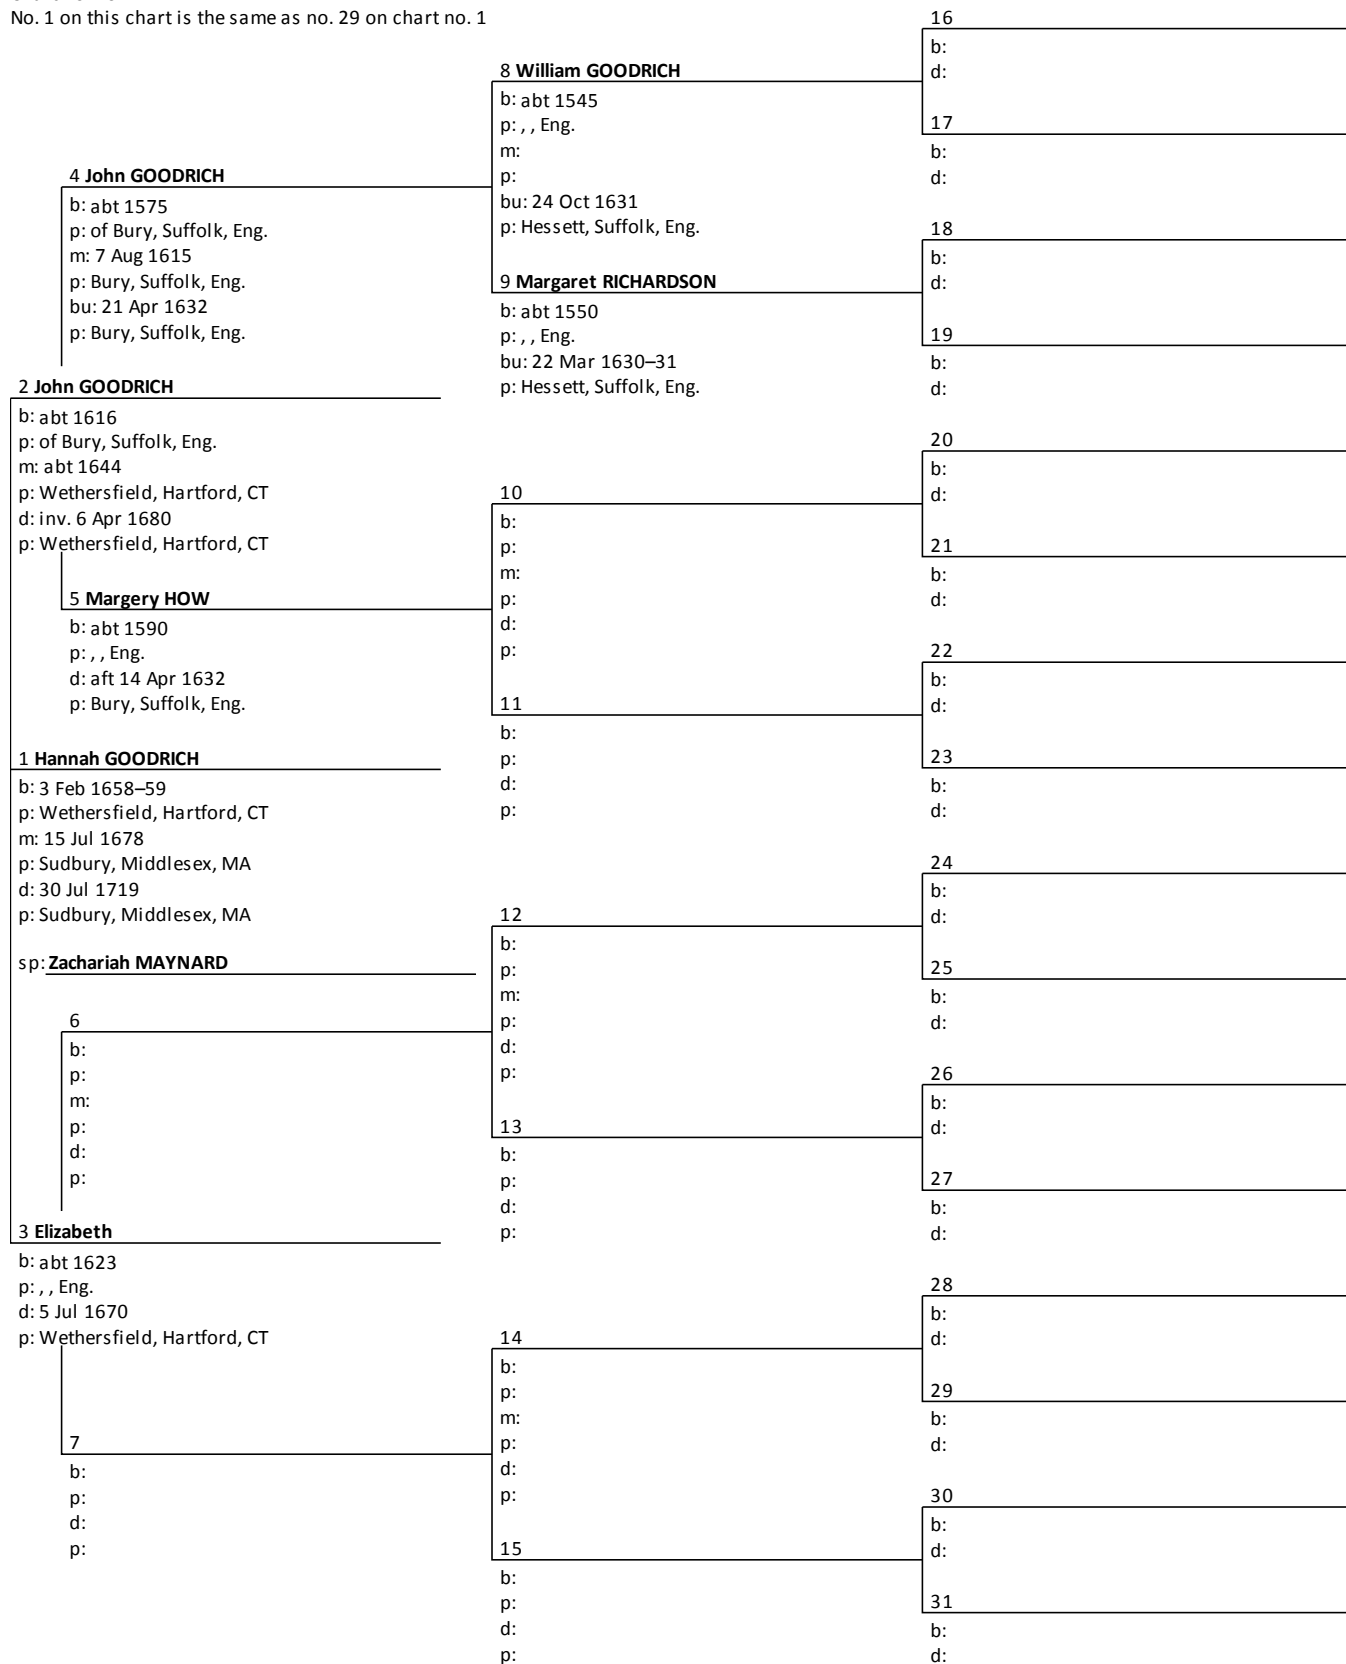 No. 1 on this chart is the same as no. 29 on chart no. 1
16
b:
d:
8 William GOODRICH
b: abt 1545
p: , , Eng.
m:
p:
bu: 24 Oct 1631
p: Hessett, Suffolk, Eng.
17
b:
d:
4 John GOODRICH
b: abt 1575
p: of Bury, Suffolk, Eng.
m: 7 Aug 1615
p: Bury, Suffolk, Eng.
bu: 21 Apr 1632
p: Bury, Suffolk, Eng.
18
b:
d:
9 Margaret RICHARDSON
b: abt 1550
p: , , Eng.
bu: 22 Mar 1630–31
p: Hessett, Suffolk, Eng.
19
b:
d:
2 John GOODRICH
b: abt 1616
p: of Bury, Suffolk, Eng.
m: abt 1644
p: Wethersfield, Hartford, CT
d: inv. 6 Apr 1680
p: Wethersfield, Hartford, CT
20
b:
d:
10
b:
p:
m:
p:
d:
p:
21
b:
d:
5 Margery HOW
b: abt 1590
p: , , Eng.
d: aft 14 Apr 1632
p: Bury, Suffolk, Eng.
22
b:
d:
11
b:
p:
d:
p:
23
b:
d:
1 Hannah GOODRICH
b: 3 Feb 1658–59
p: Wethersfield, Hartford, CT
m: 15 Jul 1678
p: Sudbury, Middlesex, MA
d: 30 Jul 1719
p: Sudbury, Middlesex, MA
sp: Zachariah MAYNARD
24
b:
d:
12
b:
p:
m:
p:
d:
p:
25
b:
d:
6
b:
p:
m:
p:
d:
p:
26
b:
d:
13
b:
p:
d:
p:
27
b:
d:
3 Elizabeth
b: abt 1623
p: , , Eng.
d: 5 Jul 1670
p: Wethersfield, Hartford, CT
28
b:
d:
14
b:
p:
m:
p:
d:
p:
29
b:
d:
7
b:
p:
d:
p:
30
b:
d:
15
b:
p:
d:
p:
31
b:
d: